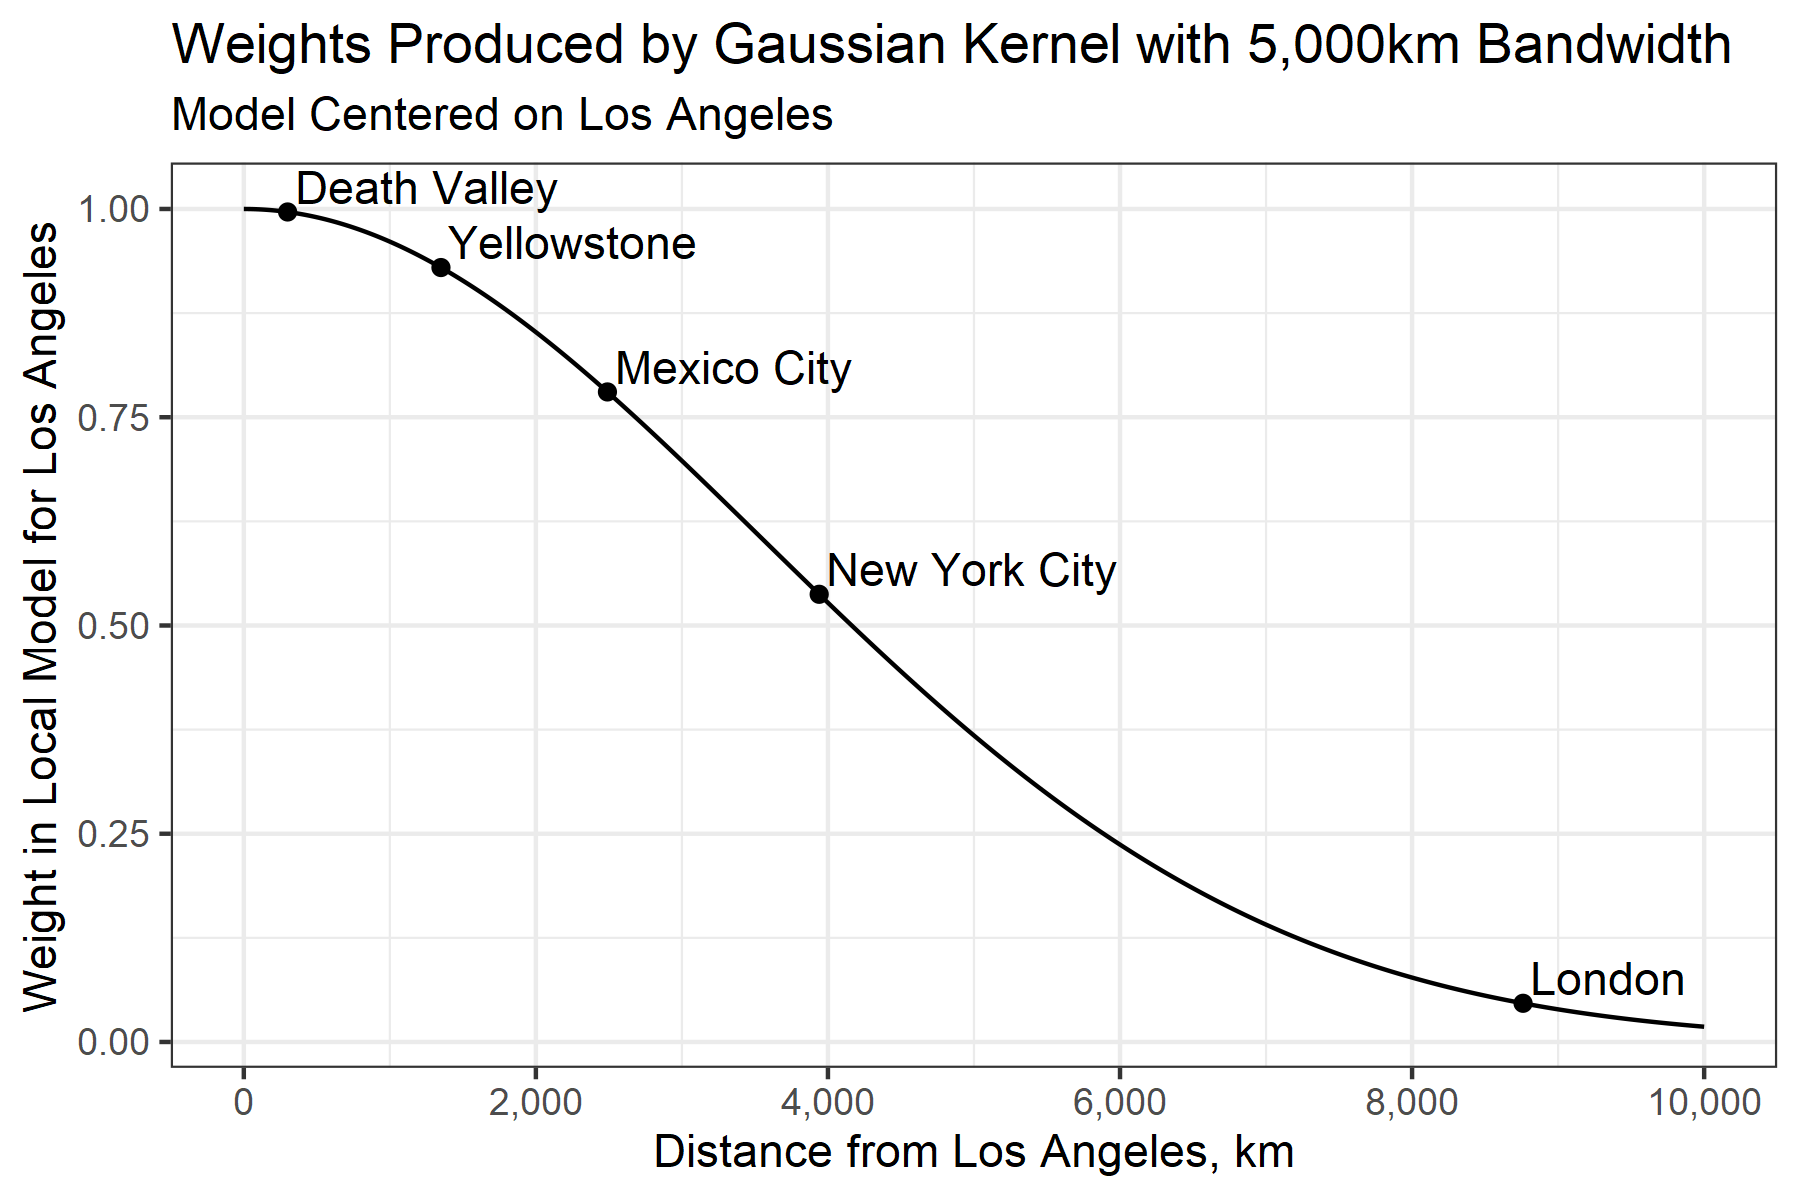 Weights Produced by Gaussian Kernel with 5,000km Bandwidth
Model Centered on Los Angeles
Death Valley
Yellowstone
Mexico City
New York City
London
1.00
0.75
0.50
0.25
0.00
Weight in Local Model for Los Angeles
0
2,000
4,000
6,000
8,000
10,000
Distance from Los Angeles, km